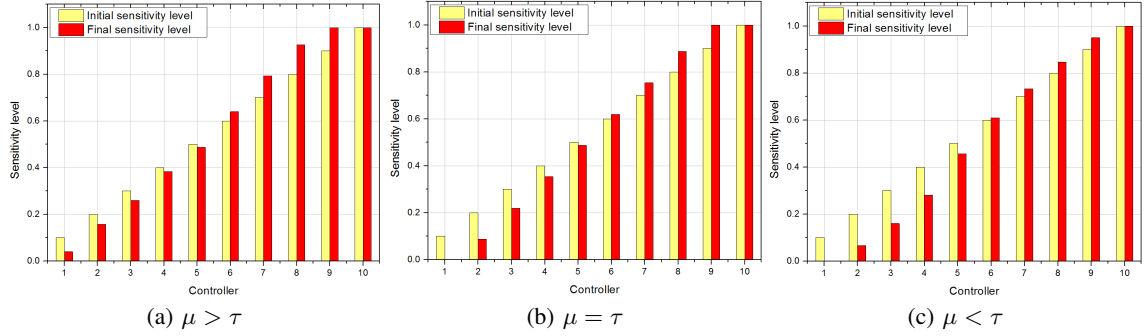 Initial sensitivity level
Final sensitivity level
Sensitivity level
1.0
0.8
0.6
0.4
0.2
0.0
1 2 3 4 5 6 7 8 9 10
Controller
(a) μ > τ
Initial sensitivity level
Final sensitivity level
Sensitivity level
1.0
0.8
0.6
0.4
0.2
0.0
1 2 3 4 5 6 7 8 9 10
Controller
(b) μ = τ
Initial sensitivity level
Final sensitivity level
Sensitivity level
1.0
0.8
0.6
0.4
0.2
0.0
1 2 3 4 5 6 7 8 9 10
Controller
(c) μ < τ